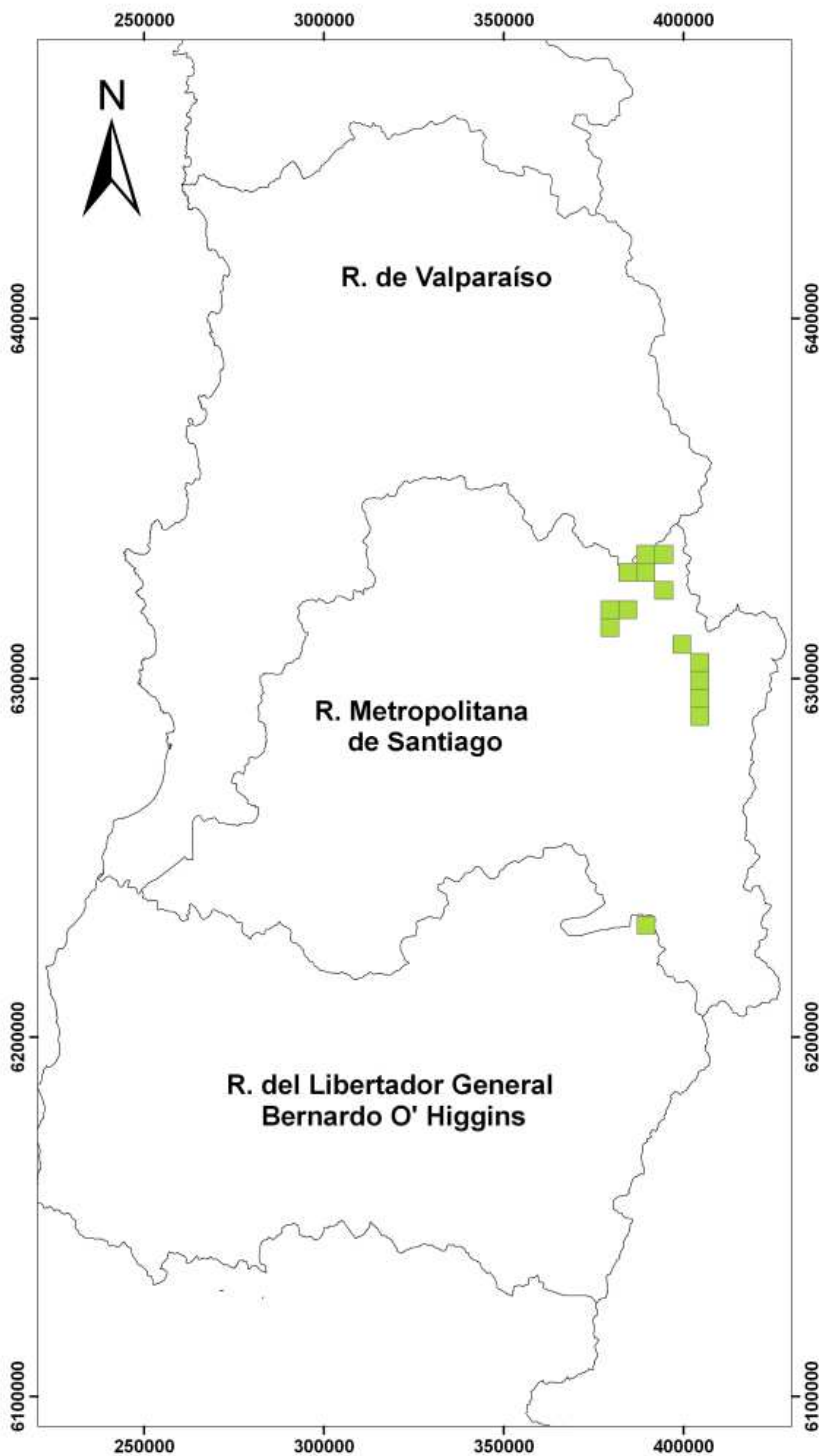 250000 300000 350000 400000
N
R. de Valparaíso
6400000 6400000
6300000 6300000
R. Metropolitana
de Santiago
6200000 6200000
R. del Libertador General
Bernardo O' Higgins
6100000 6100000
250000 300000 350000 400000